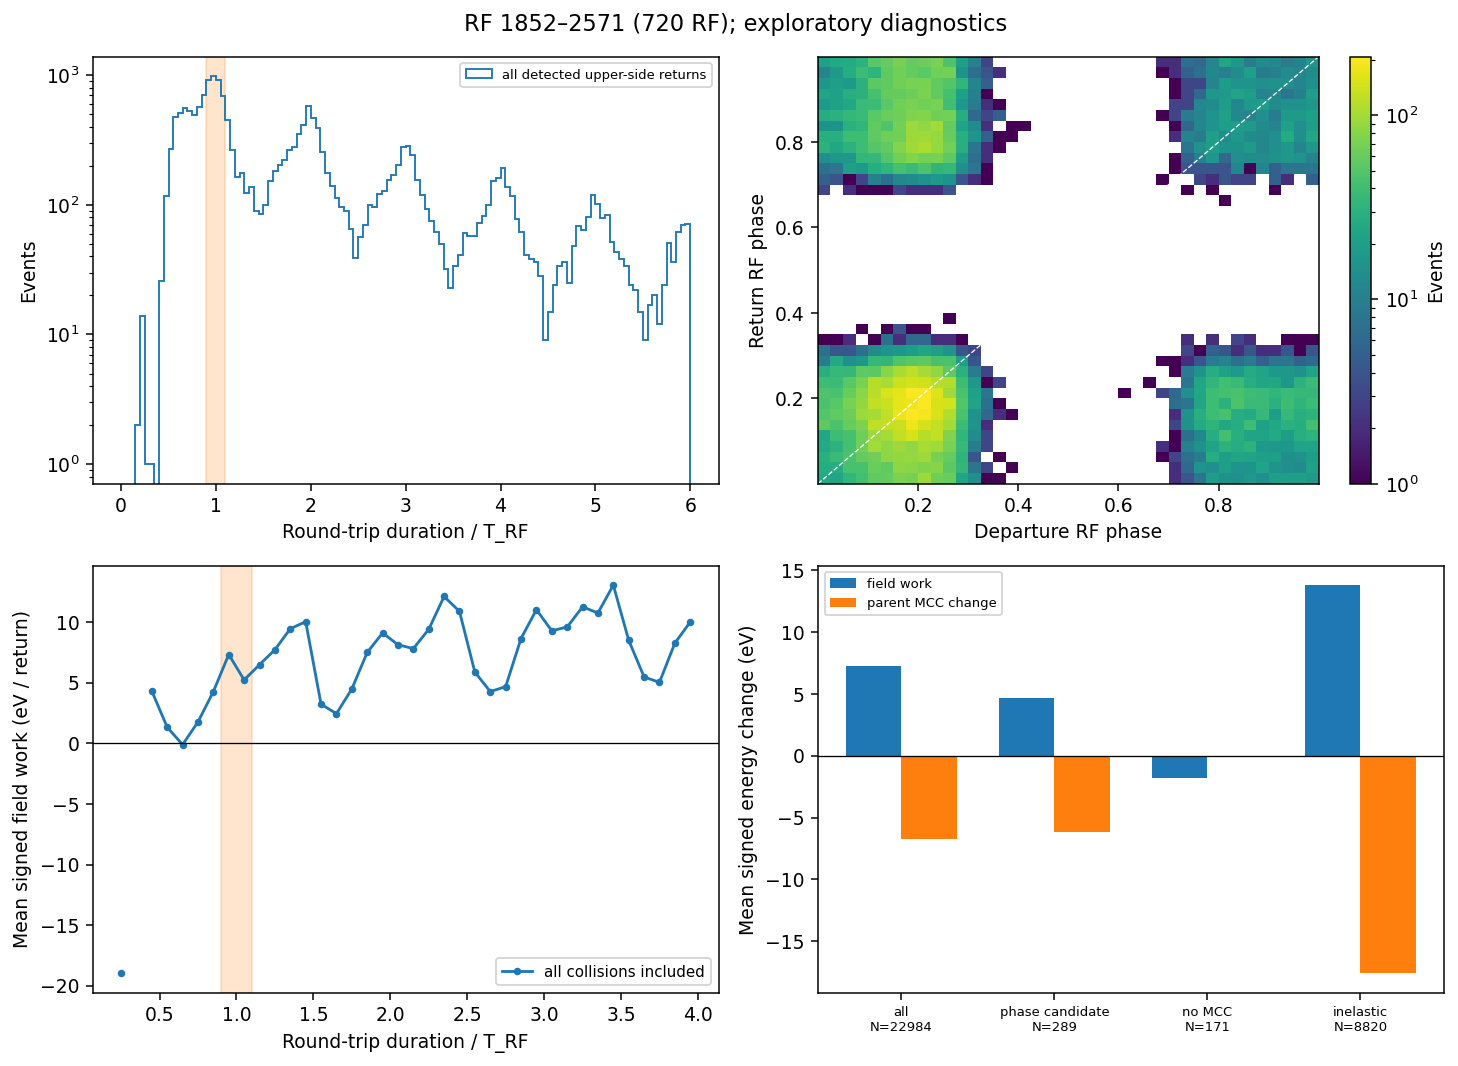 RF 1852–2571 (720 RF); exploratory diagnostics
all detected upper-side returns
10³
10²
10¹
10⁰
Events
0 1 2 3 4 5 6
Round-trip duration / T_RF
0.8
0.6
0.4
0.2
Return RF phase
0.2 0.4 0.6 0.8
Departure RF phase
10²
10¹
10⁰
Events
10
5
0
−5
−10
−15
−20
Mean signed field work (eV / return)
all collisions included
0.5 1.0 1.5 2.0 2.5 3.0 3.5 4.0
Round-trip duration / T_RF
field work
parent MCC change
15
10
5
0
−5
−10
−15
Mean signed energy change (eV)
all phase candidate no MCC inelastic
N=22984 N=289 N=171 N=8820